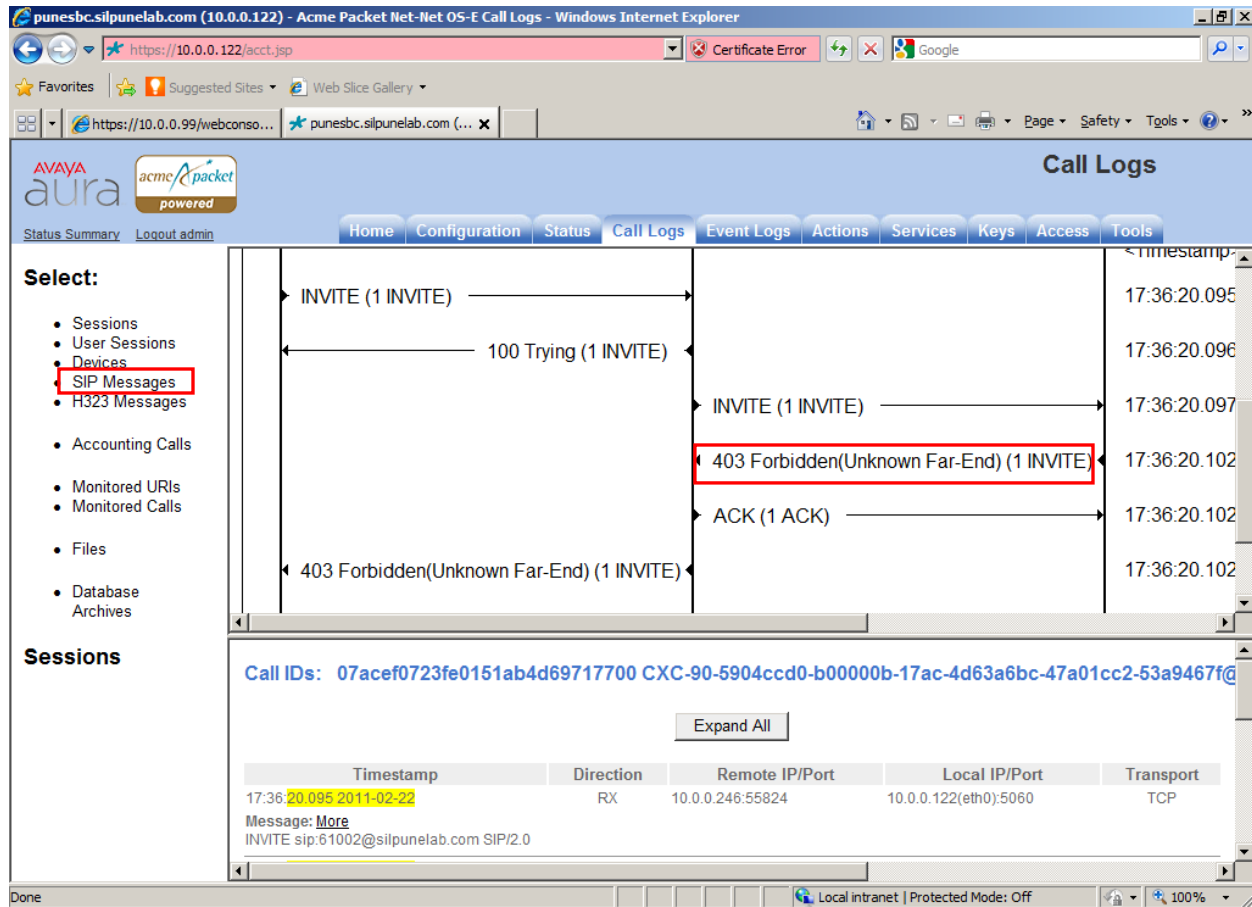 punesbc.silpunelab.com (10.0.0.122) - Acme Packet Net-Net OS-E Call Logs - Windows Internet Explorer
https://10.0.0.122/acct.jsp
Certificate Error
Google
Favorites
Suggested Sites
Web Slice Gallery
https://10.0.0.99/webconso...
punesbc.silpunelab.com (...
Page
Safety
Tools
»
AVAYA
aura
acme packet
powered
Call Logs
Status Summary Logout admin
Home Configuration Status Call Logs Event Logs Actions Services Keys Access Tools
Select:
Sessions
User Sessions
Devices
SIP Messages
H323 Messages
Accounting Calls
Monitored URIs
Monitored Calls
Files
Database
Archives
Sessions
<Timestamp>
INVITE (1 INVITE) 17:36:20.095
100 Trying (1 INVITE) 17:36:20.096
INVITE (1 INVITE) 17:36:20.097
403 Forbidden(Unknown Far-End) (1 INVITE) 17:36:20.102
ACK (1 ACK) 17:36:20.102
403 Forbidden(Unknown Far-End) (1 INVITE) 17:36:20.102
Call IDs: 07acef0723fe0151ab4d69717700 CXC-90-5904ccd0-b00000b-17ac-4d63a6bc-47a01cc2-53a9467f@
Expand All
Timestamp Direction Remote IP/Port Local IP/Port Transport
17:36:20.095 2011-02-22 RX 10.0.0.246:55824 10.0.0.122(eth0):5060 TCP
Message: More
INVITE sip:61002@silpunelab.com SIP/2.0
Done
Local intranet | Protected Mode: Off
100%